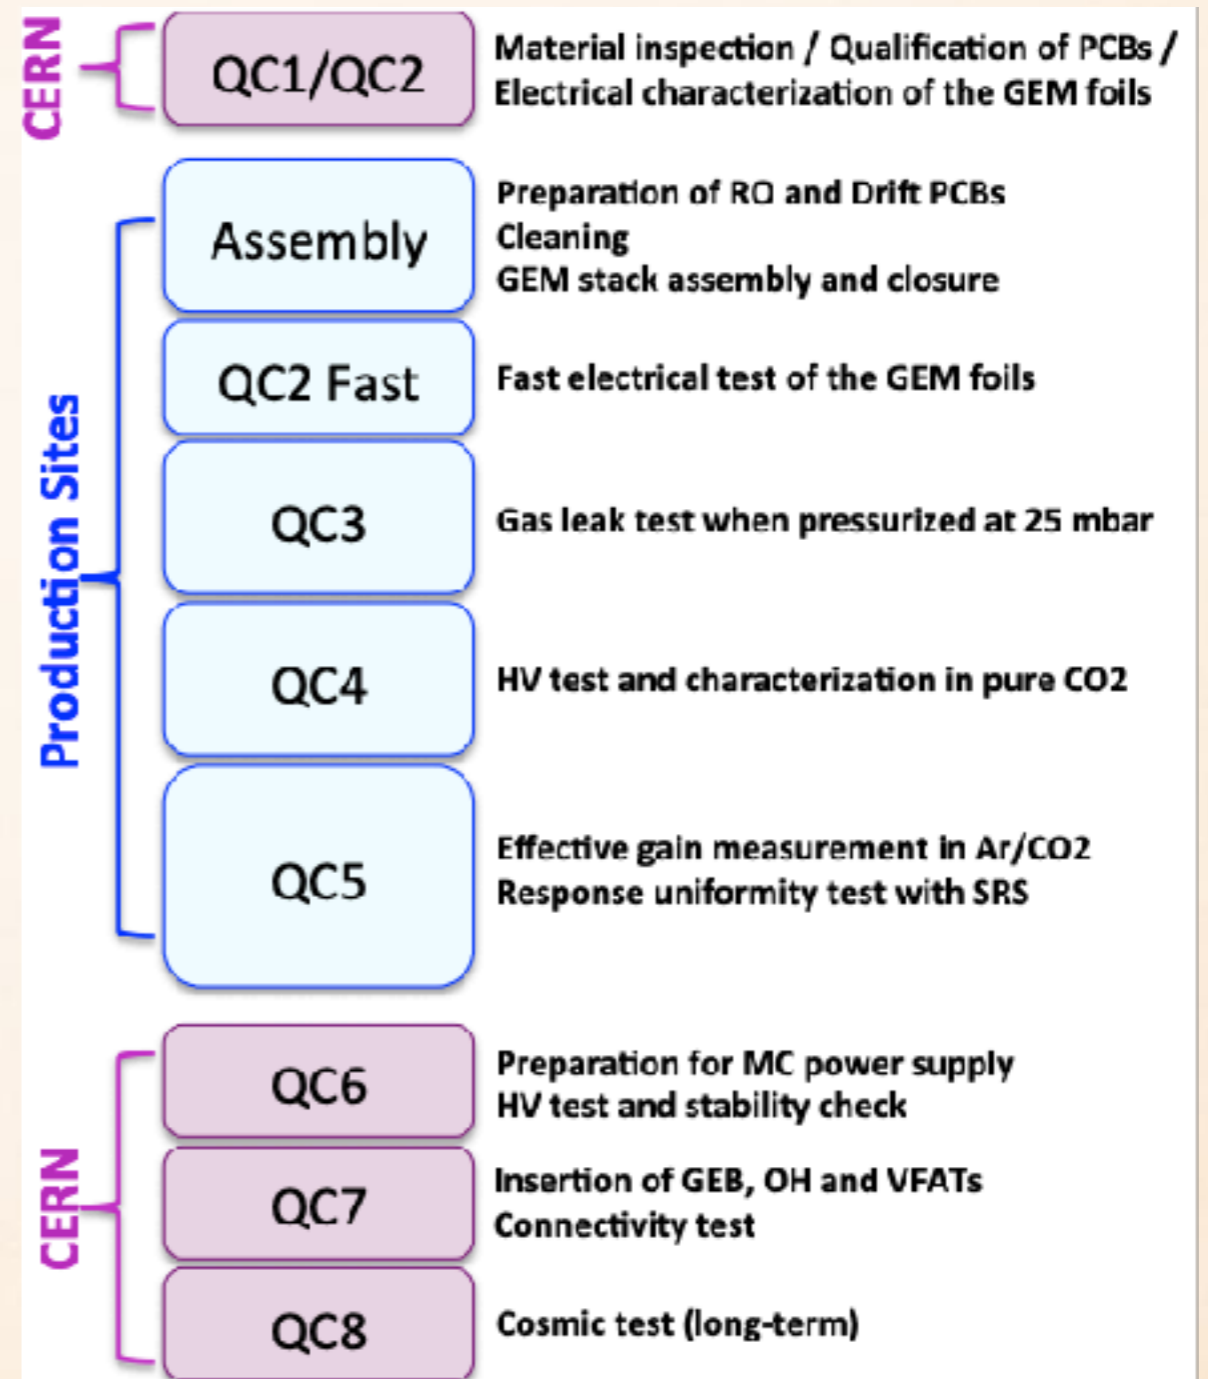 CERN
QC1/QC2
Material inspection / Qualification of PCBs /
Electrical characterization of the GEM foils
Production Sites
Assembly
Preparation of RO and Drift PCBs
Cleaning
GEM stack assembly and closure
QC2 Fast
Fast electrical test of the GEM foils
QC3
Gas leak test when pressurized at 25 mbar
QC4
HV test and characterization in pure CO2
QC5
Effective gain measurement in Ar/CO2
Response uniformity test with SRS
CERN
QC6
Preparation for MC power supply
HV test and stability check
QC7
Insertion of GEB, OH and VFATs
Connectivity test
QC8
Cosmic test (long-term)